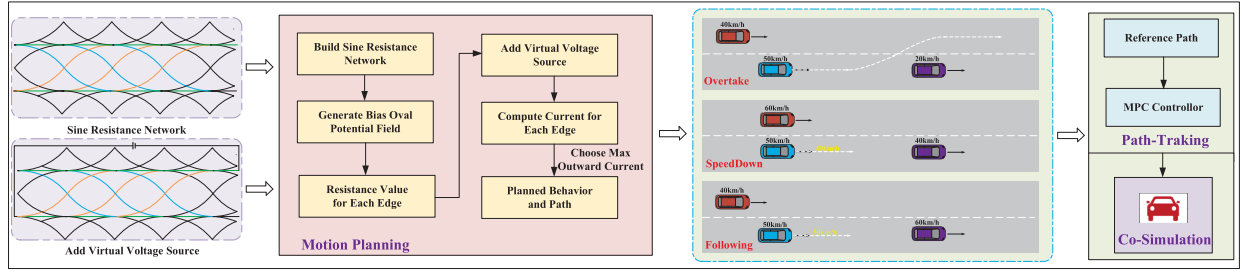 Sine Resistance Network
Add Virtual Voltage Source
Build Sine Resistance
Network
Generate Bias Oval
Potential Field
Resistance Value
for Each Edge
Add Virtual Voltage
Source
Compute Current for
Each Edge
Choose Max
Outward Current
Planned Behavior
and Path
Motion Planning
40km/h
50km/h
20km/h
Overtake
60km/h
50km/h
40km/h
SpeedDown
40km/h
50km/h
60km/h
Following
Reference Path
MPC Controllor
Path-Traking
Co-Simulation